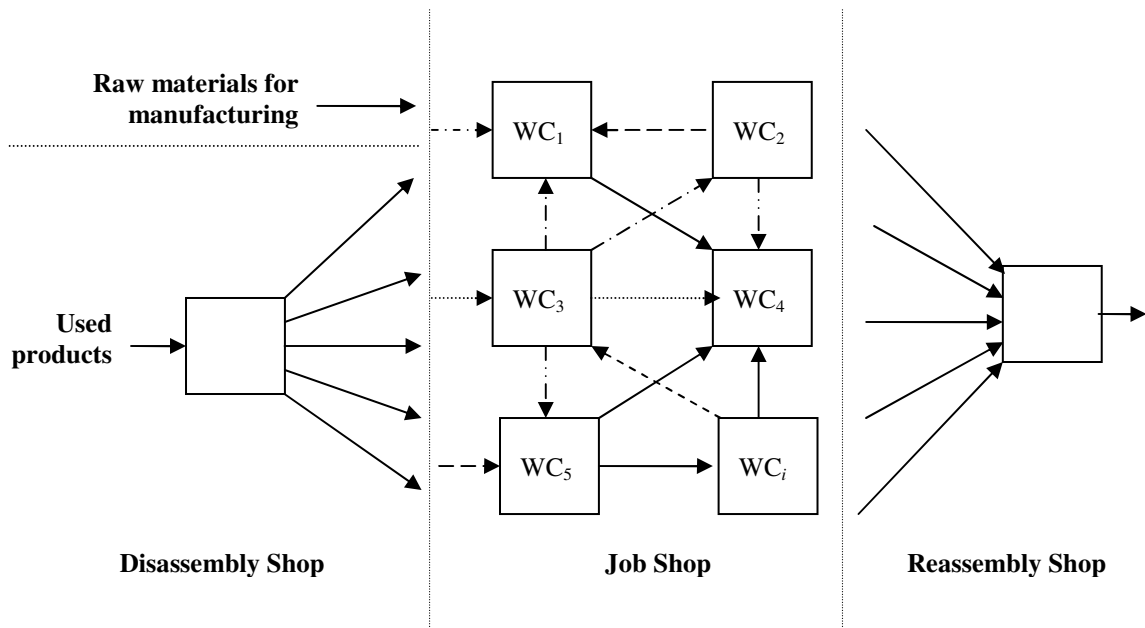 Raw materials for
manufacturing
WC₁
WC₂
Used
products
WC₃
WC₄
WC₅
WCᵢ
Disassembly Shop
Job Shop
Reassembly Shop